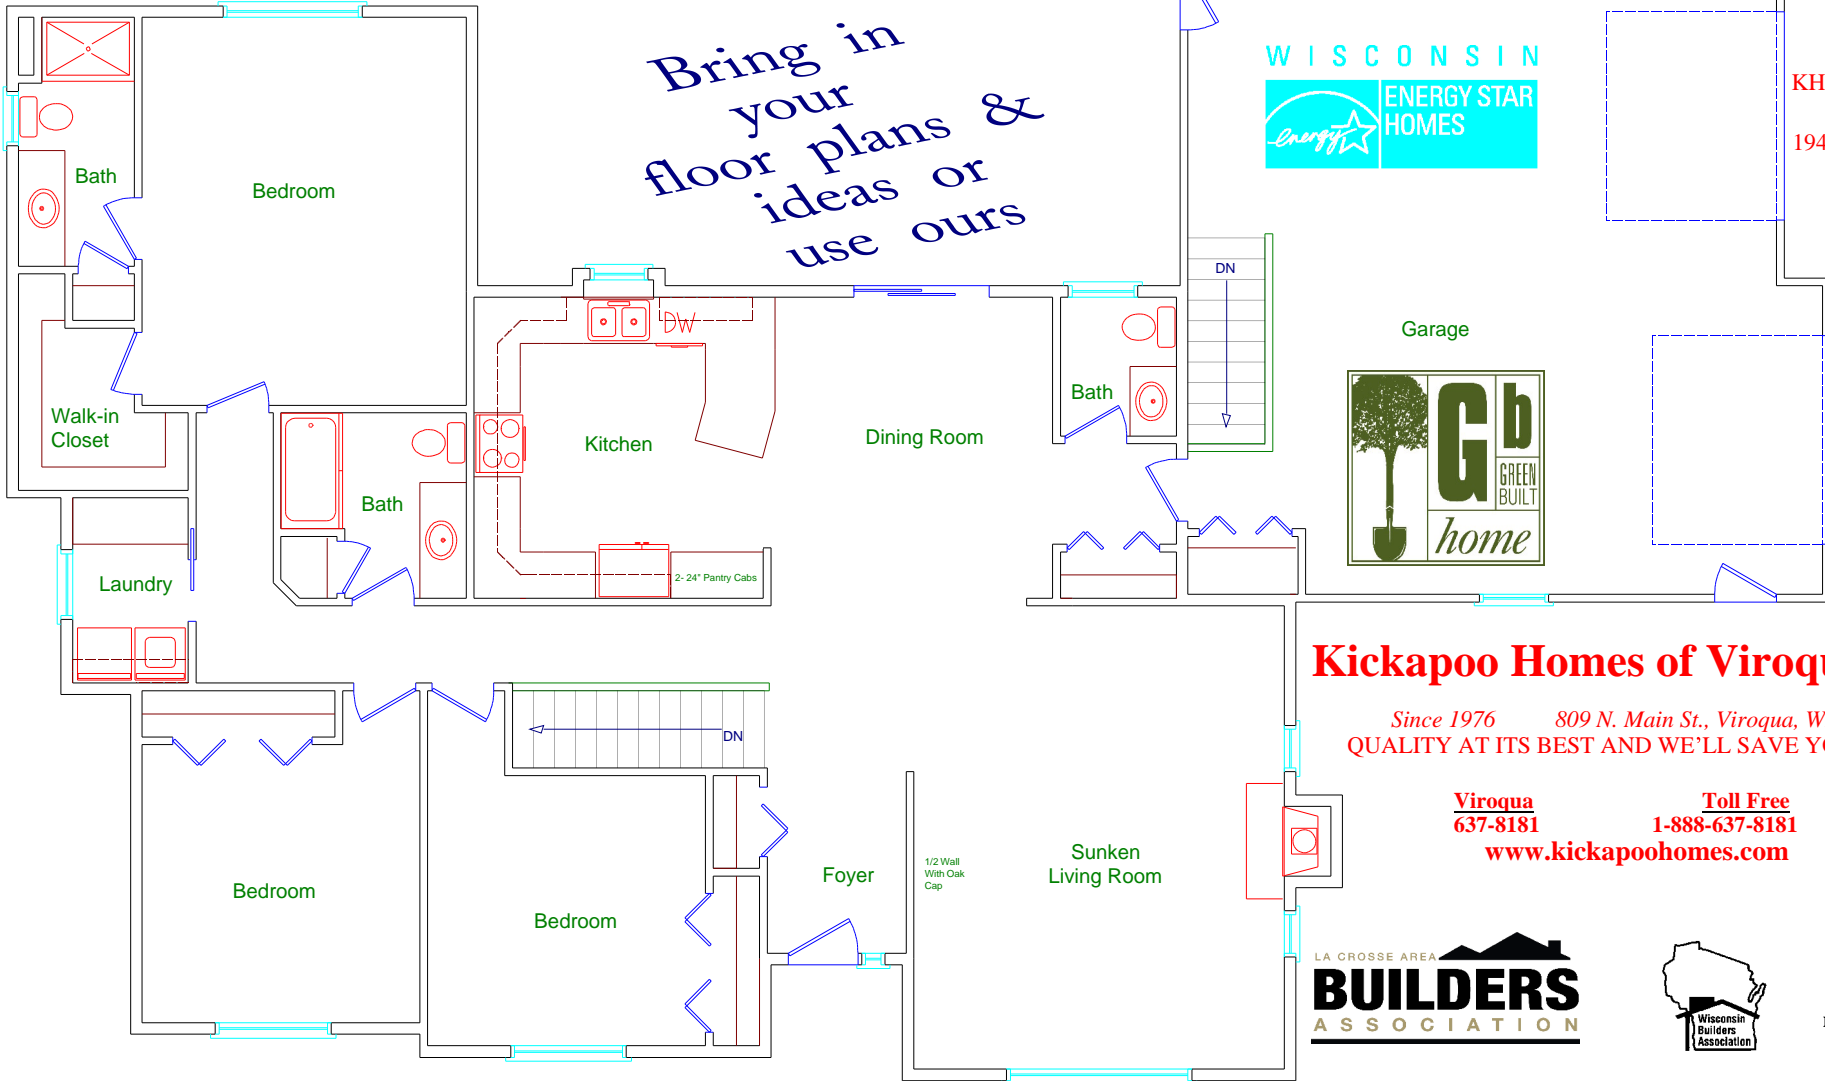 Bring in
your
floor plans &
ideas or
use ours
WISCONSIN
ENERGY STAR
HOMES
energy
KH
194
Bath
Bedroom
DN
Garage
Walk-in
Closet
Kitchen
DW
Dining Room
Bath
Bath
Gb
GREEN
BUILT
home
Laundry
2- 24" Pantry Cabs
Kickapoo Homes of Viroqu
Since 1976 809 N. Main St., Viroqua, W
QUALITY AT ITS BEST AND WE'LL SAVE YO
DN
Viroqua Toll Free
637-8181 1-888-637-8181
www.kickapoohomes.com
Bedroom
Bedroom
Foyer
1/2 Wall
With Oak
Cap
Sunken
Living Room
LA CROSSE AREA
BUILDERS
ASSOCIATION
Wisconsin
Builders
Association